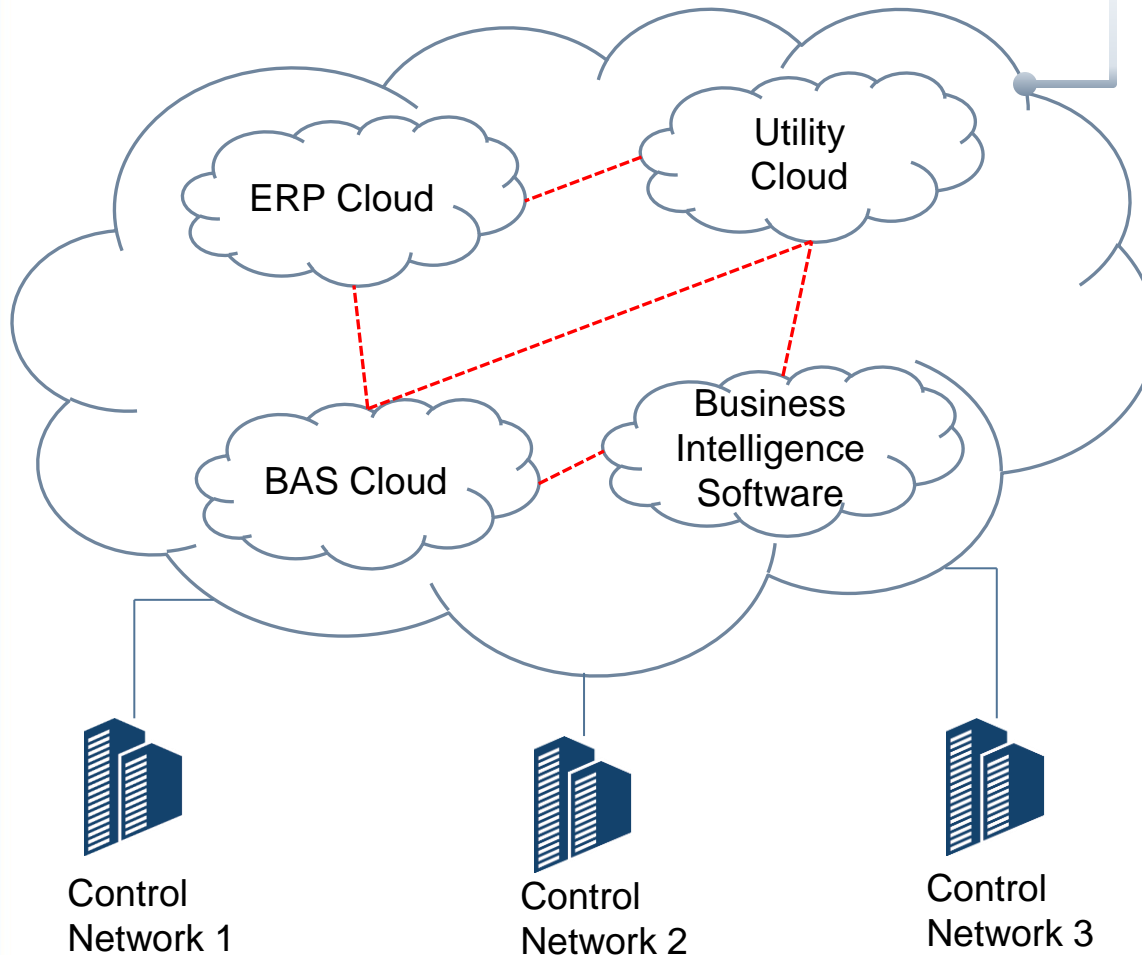 Utility
Cloud
ERP Cloud
Business
Intelligence
Software
BAS Cloud
Control
Network 1
Control
Network 2
Control
Network 3